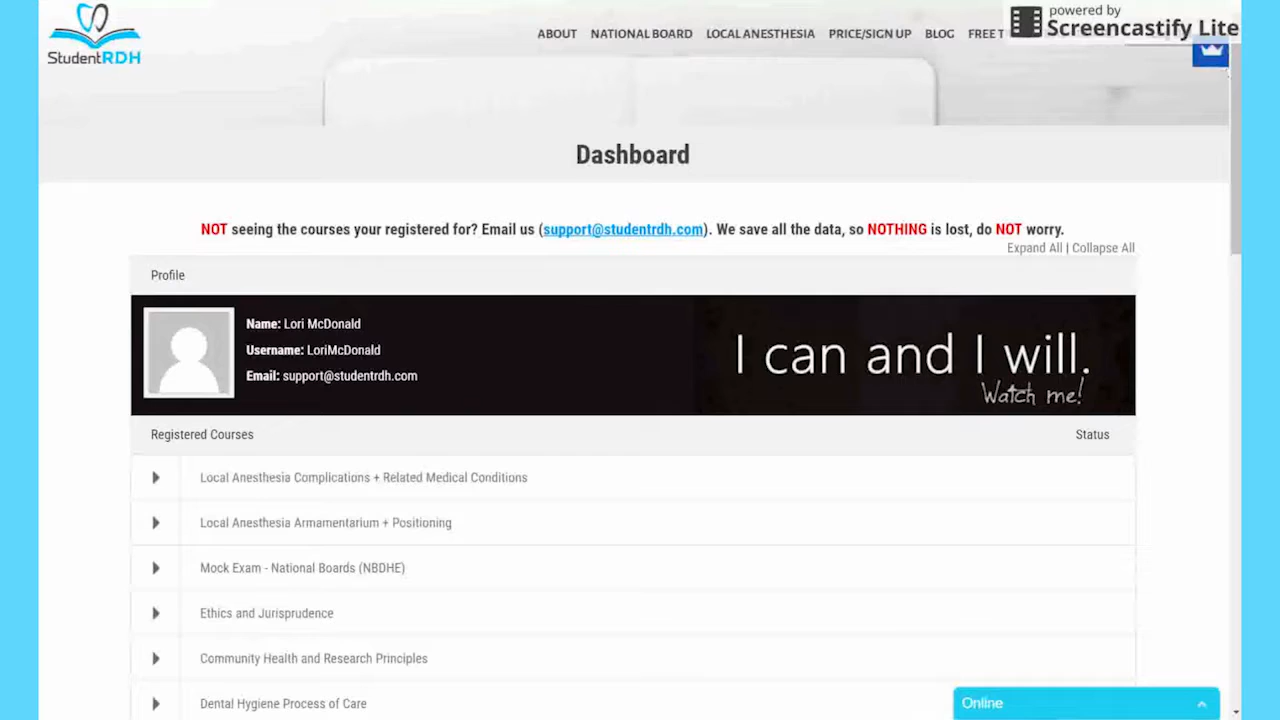 powered by
Screencastify Lite
StudentRDH
ABOUT NATIONAL BOARD LOCAL ANESTHESIA PRICE/SIGN UP BLOG FREE T
Dashboard
NOT seeing the courses your registered for? Email us (support@studentrdh.com). We save all the data, so NOTHING is lost, do NOT worry.
Expand All | Collapse All
Profile
Name: Lori McDonald
Username: LoriMcDonald
Email: support@studentrdh.com
I can and I will.
Watch me!
Registered Courses Status
Local Anesthesia Complications + Related Medical Conditions
Local Anesthesia Armamentarium + Positioning
Mock Exam - National Boards (NBDHE)
Ethics and Jurisprudence
Community Health and Research Principles
Dental Hygiene Process of Care
Online